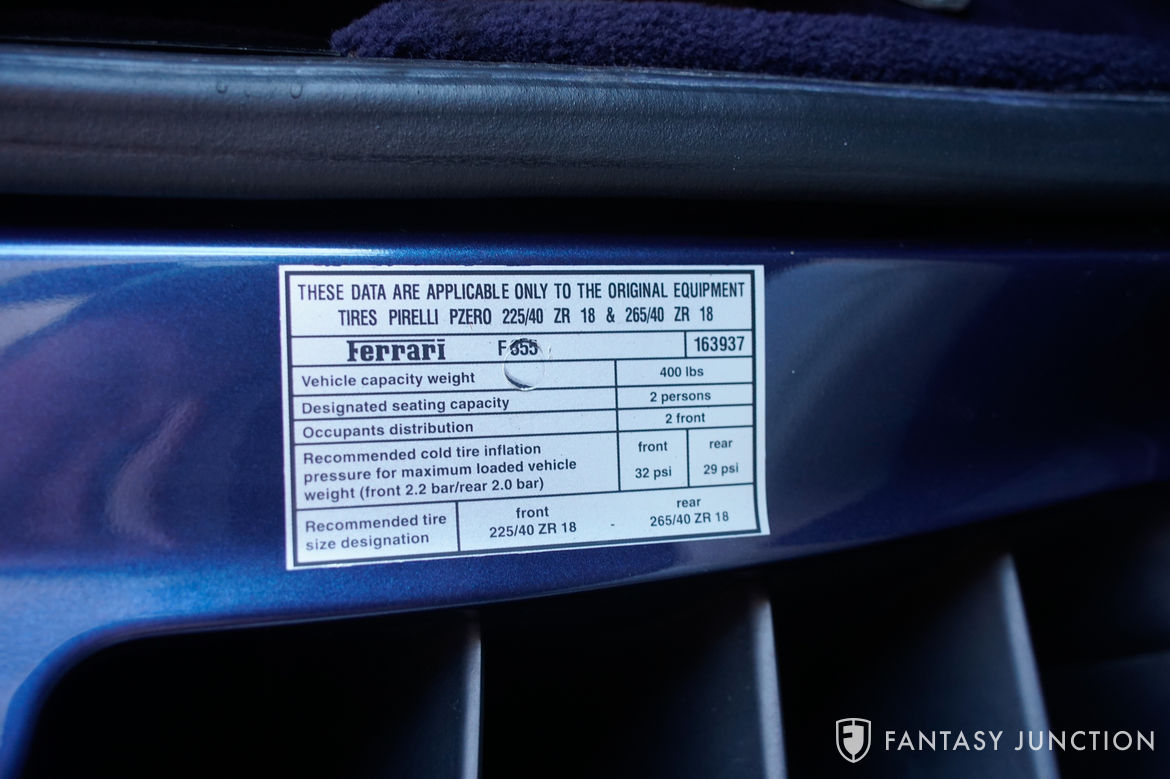 THESE DATA ARE APPLICABLE ONLY TO THE ORIGINAL EQUIPMENT
TIRES PIRELLI PZERO 225/40 ZR 18 & 265/40 ZR 18
Ferrari F 355 163937
Vehicle capacity weight 400 lbs
Designated seating capacity 2 persons
Occupants distribution 2 front
Recommended cold tire inflation
pressure for maximum loaded vehicle
weight (front 2.2 bar/rear 2.0 bar)
front rear
32 psi 29 psi
Recommended tire
size designation
front rear
225/40 ZR 18 - 265/40 ZR 18
FANTASY JUNCTION